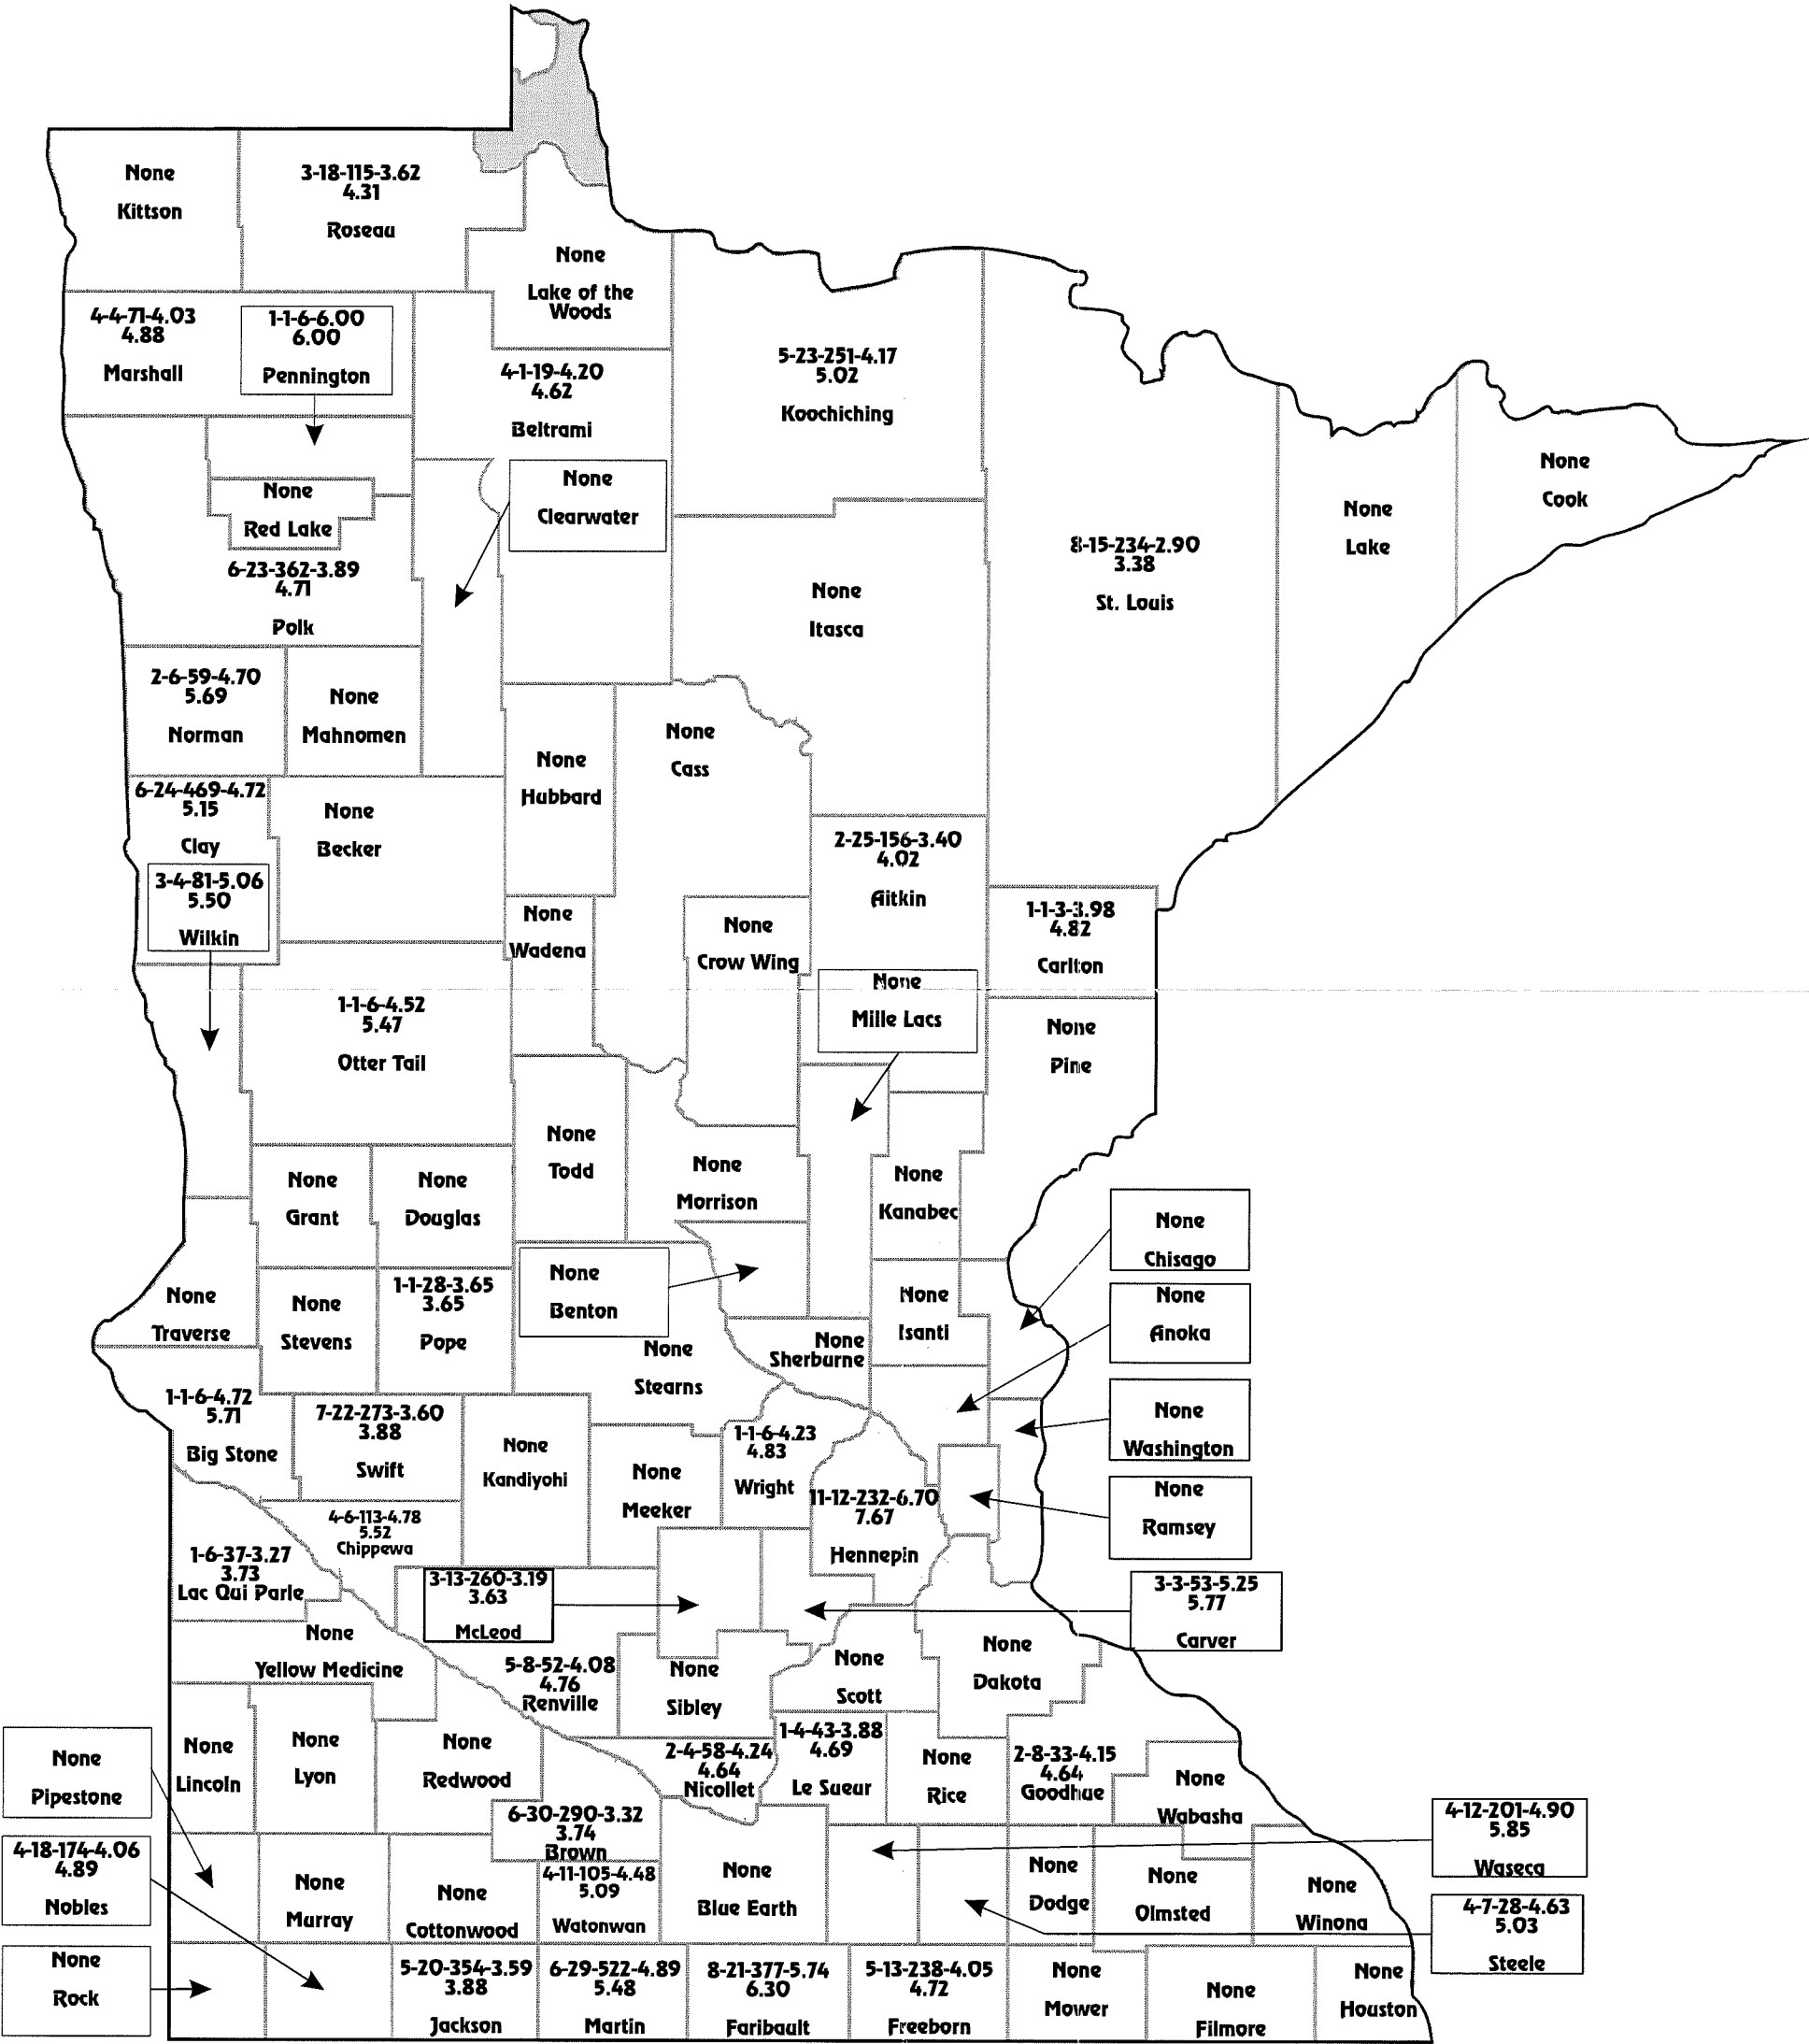 None
Kittson
3-18-115-3.62
4.31
Roseau
None
Lake of the
Woods
4-4-71-4.03
4.88
Marshall
1-1-6-6.00
6.00
Pennington
4-1-19-4.20
4.62
Beltrami
5-23-251-4.17
5.02
Koochiching
None
Clearwater
None
Red Lake
6-23-362-3.89
4.71
Polk
8-15-234-2.90
3.38
St. Louis
None
Lake
None
Cook
None
Itasca
2-6-59-4.70
5.69
Norman
None
Mahnomen
None
Hubbard
None
Cass
6-24-469-4.72
5.15
Clay
None
Becker
3-4-81-5.06
5.50
Wilkin
None
Wadena
None
Crow Wing
2-25-156-3.40
4.02
Aitkin
1-1-3-3.98
4.82
Carlton
None
Mille Lacs
None
Pine
1-1-6-4.52
5.47
Otter Tail
None
Todd
None
Morrison
None
Kanabec
None
Grant
None
Douglas
None
Chisago
None
Benton
None
Isanti
None
Anoka
None
Traverse
None
Stevens
1-1-28-3.65
3.65
Pope
None
Stearns
None
Sherburne
None
Washington
1-1-6-4.72
5.71
Big Stone
7-22-273-3.60
3.88
Swift
None
Kandiyohi
None
Meeker
1-1-6-4.23
4.83
Wright
11-12-232-6.70
7.67
Hennepin
None
Ramsey
4-6-113-4.78
5.52
Chippewa
1-6-37-3.27
3.73
Lac Qui Parle
3-13-260-3.19
3.63
McLeod
3-3-53-5.25
5.77
Carver
None
Yellow Medicine
5-8-52-4.08
4.76
Renville
None
Sibley
None
Scott
None
Dakota
None
Pipestone
None
Lincoln
None
Lyon
None
Redwood
2-4-58-4.24
4.64
Nicollet
1-4-43-3.88
4.69
Le Sueur
None
Rice
2-8-33-4.15
4.64
Goodhue
None
Wabasha
4-18-174-4.06
4.89
Nobles
6-30-290-3.32
3.74
Brown
4-12-201-4.90
5.85
Waseca
None
Murray
None
Cottonwood
4-11-105-4.48
5.09
Watonwan
None
Blue Earth
None
Dodge
None
Olmsted
None
Winona
4-7-28-4.63
5.03
Steele
None
Rock
5-20-354-3.59
3.88
Jackson
6-29-522-4.89
5.48
Martin
8-21-377-5.74
6.30
Faribault
5-13-238-4.05
4.72
Freeborn
None
Mower
None
Filmore
None
Houston